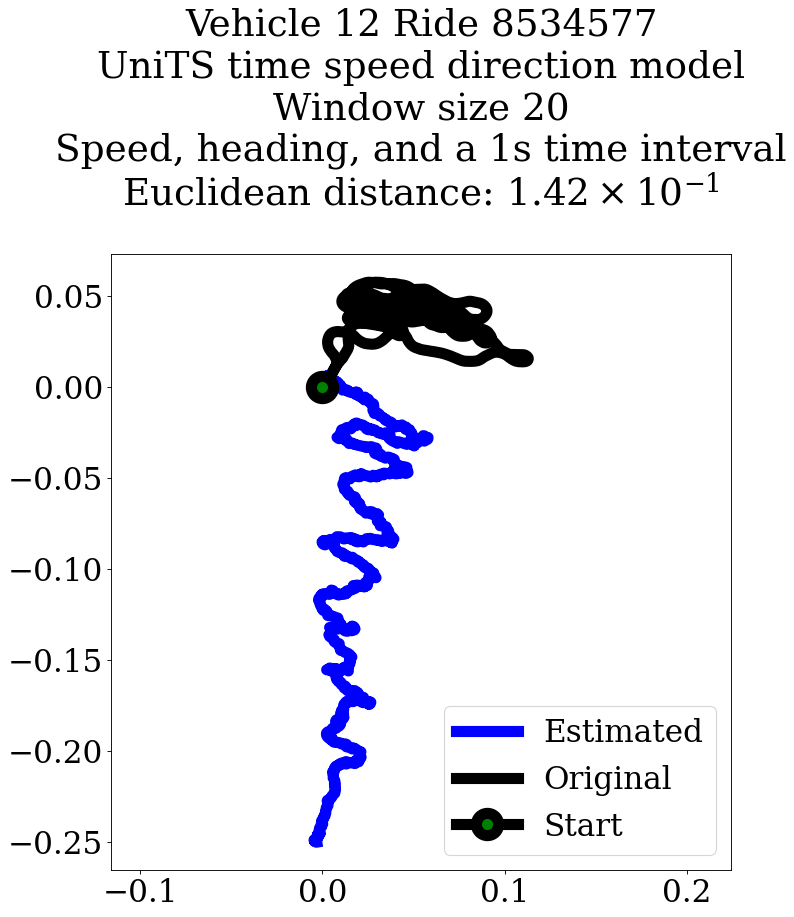 Vehicle 12 Ride 8534577
UniTS time speed direction model
Window size 20
Speed, heading, and a 1s time interval
Euclidean distance: 1.42 × 10⁻¹
0.05
0.00
−0.05
−0.10
−0.15
−0.20
−0.25
−0.1 0.0 0.1 0.2
Estimated
Original
Start